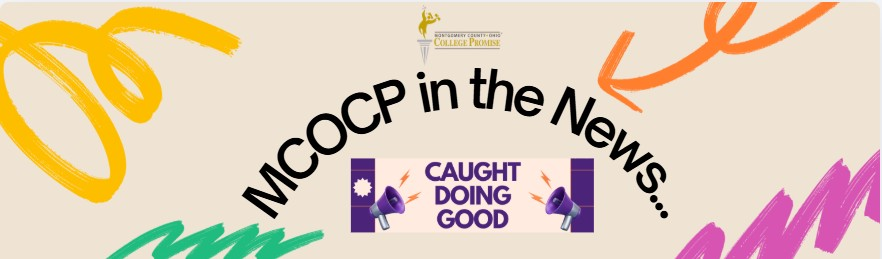 MONTGOMERY COUNTY • OHIO
COLLEGE PROMISE
MCOCP in the News...
CAUGHT
DOING
GOOD